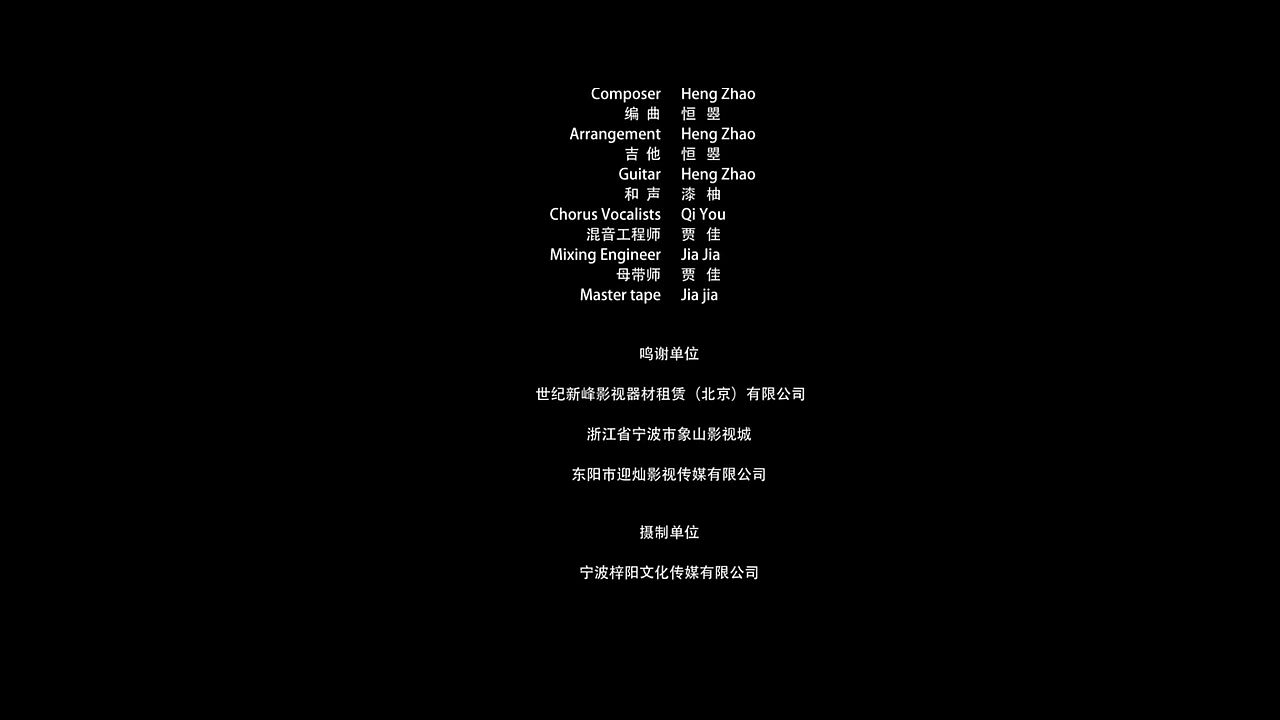 Composer Heng Zhao
编 曲 恒 曌
Arrangement Heng Zhao
吉 他 恒 曌
Guitar Heng Zhao
和 声 漆 柚
Chorus Vocalists Qi You
混音工程师 贾 佳
Mixing Engineer Jia Jia
母带师 贾 佳
Master tape Jia jia
鸣谢单位
世纪新峰影视器材租赁（北京）有限公司
浙江省宁波市象山影视城
东阳市迎灿影视传媒有限公司
摄制单位
宁波梓阳文化传媒有限公司